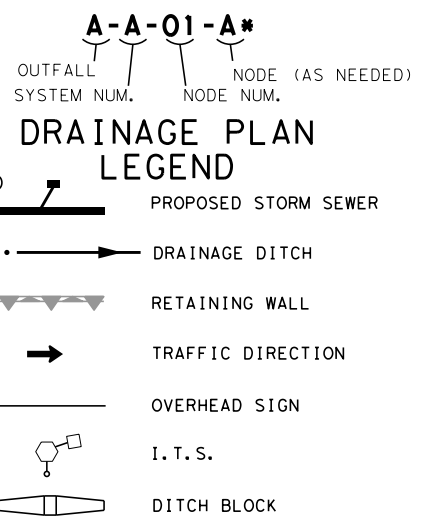 A-A-01-A*
OUTFALL
NODE (AS NEEDED)
SYSTEM NUM.
NODE NUM.
DRAINAGE PLAN
LEGEND
PROPOSED STORM SEWER
DRAINAGE DITCH
RETAINING WALL
TRAFFIC DIRECTION
OVERHEAD SIGN
I.T.S.
DITCH BLOCK